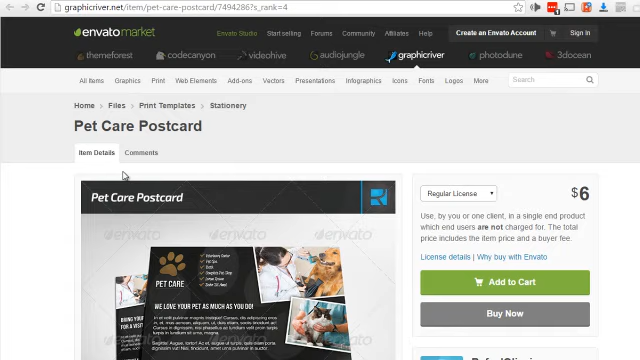 graphicriver.net/item/pet-care-postcard/7494286?s_rank=4
envatomarket
Envato Studio Start Selling Forums Community Affiliates Help Create an Envato Account Sign In
themeforest codecanyon videohive audiojungle graphicriver photodune 3docean
All Items Graphics Print Web Elements Add-ons Vectors Presentations Infographics Icons Fonts Logos More Search
Home > Files > Print Templates > Stationery
Pet Care Postcard
Item Details Comments
Pet Care Postcard
Regular License $6
Use, by you or one client, in a single end product
which end users are not charged for. The total
price includes the item price and a buyer fee.
License details | Why buy with Envato
Add to Cart
Buy Now
envato envato envato
PET CARE
WE LOVE YOUR PET AS MUCH AS YOU DO!